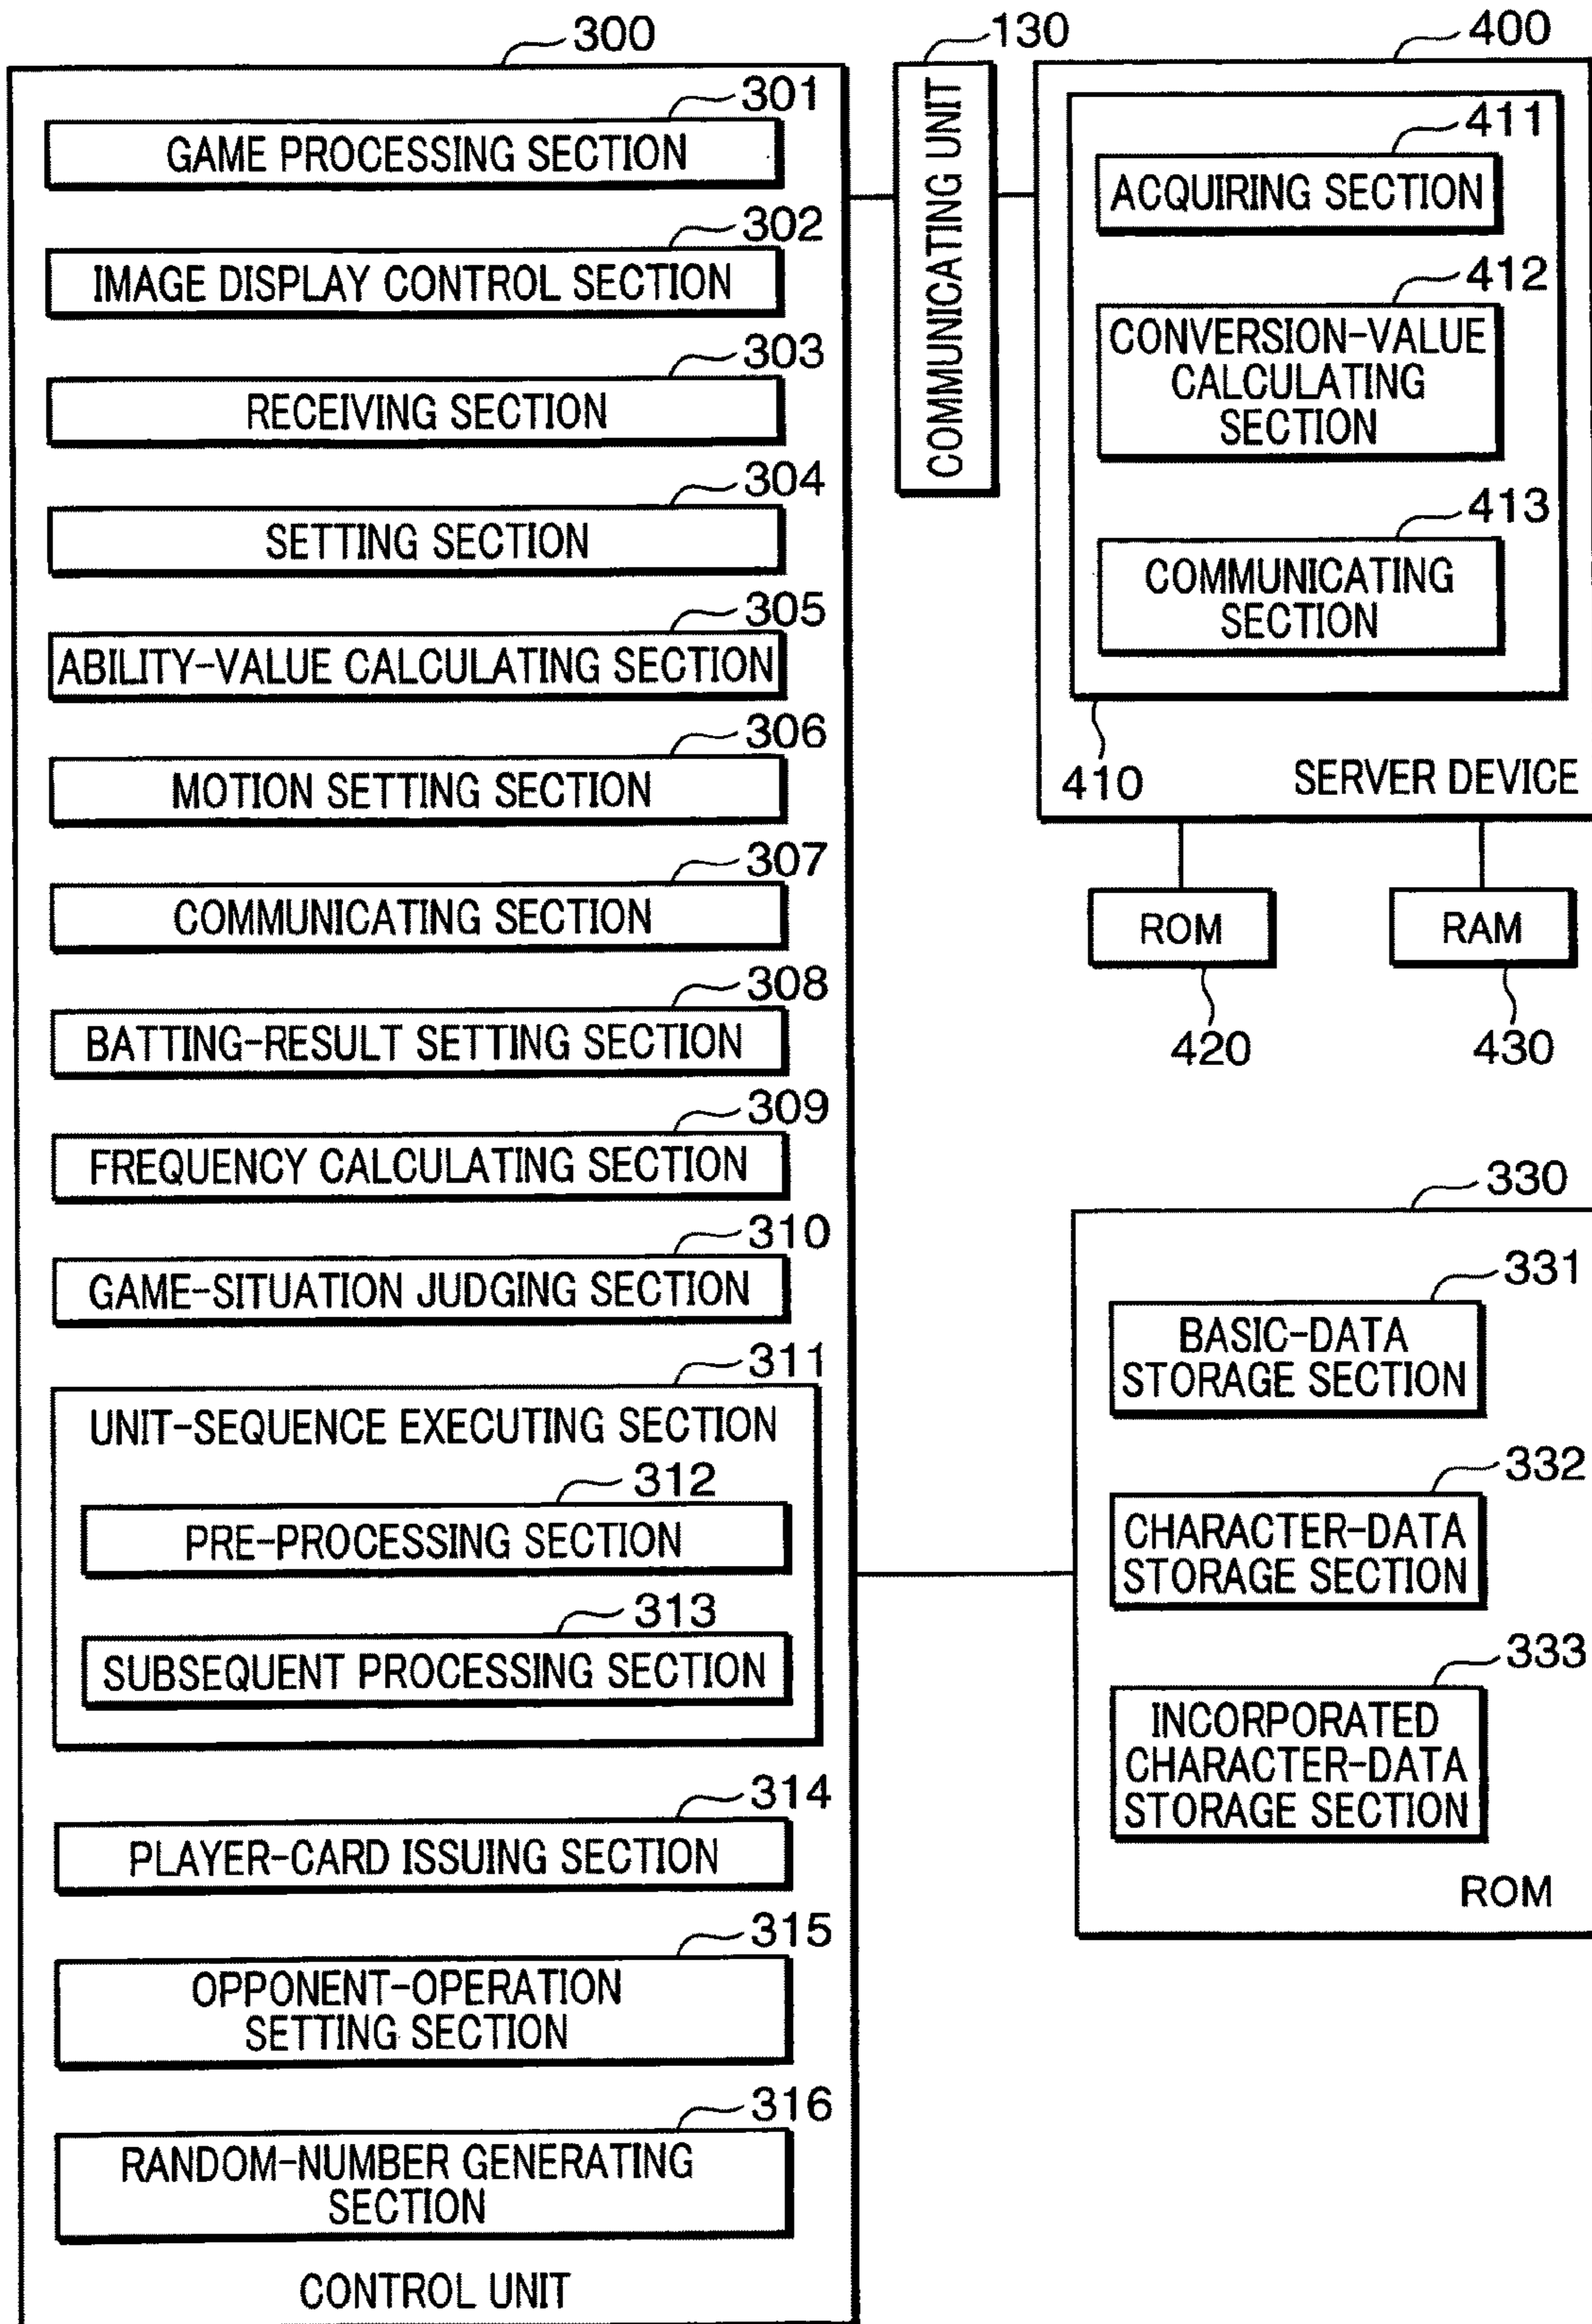 300
301
GAME PROCESSING SECTION
302
IMAGE DISPLAY CONTROL SECTION
303
RECEIVING SECTION
304
SETTING SECTION
305
ABILITY-VALUE CALCULATING SECTION
306
MOTION SETTING SECTION
307
COMMUNICATING SECTION
308
BATTING-RESULT SETTING SECTION
309
FREQUENCY CALCULATING SECTION
310
GAME-SITUATION JUDGING SECTION
311
UNIT-SEQUENCE EXECUTING SECTION
312
PRE-PROCESSING SECTION
313
SUBSEQUENT PROCESSING SECTION
314
PLAYER-CARD ISSUING SECTION
315
OPPONENT-OPERATION
SETTING SECTION
316
RANDOM-NUMBER GENERATING
SECTION
CONTROL UNIT
130
COMMUNICATING UNIT
400
411
ACQUIRING SECTION
412
CONVERSION-VALUE
CALCULATING
SECTION
413
COMMUNICATING
SECTION
410
SERVER DEVICE
ROM
RAM
420
430
330
331
BASIC-DATA
STORAGE SECTION
332
CHARACTER-DATA
STORAGE SECTION
333
INCORPORATED
CHARACTER-DATA
STORAGE SECTION
ROM